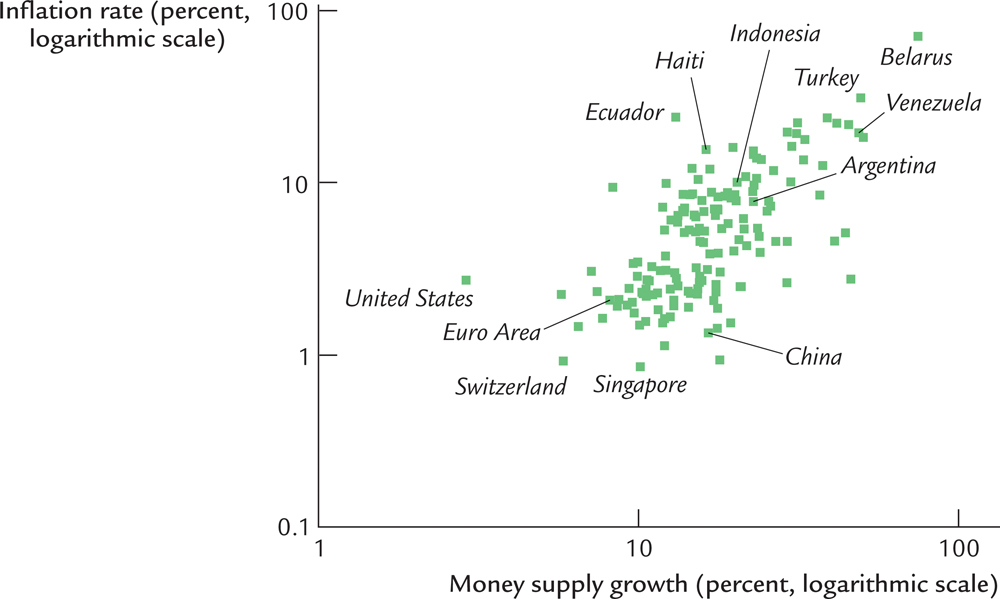 Inflation rate (percent,
logarithmic scale)
100
10
1
0.1
Indonesia
Haiti
Belarus
Turkey
Ecuador
Venezuela
Argentina
United States
Euro Area
China
Switzerland
Singapore
1
10
100
Money supply growth (percent, logarithmic scale)